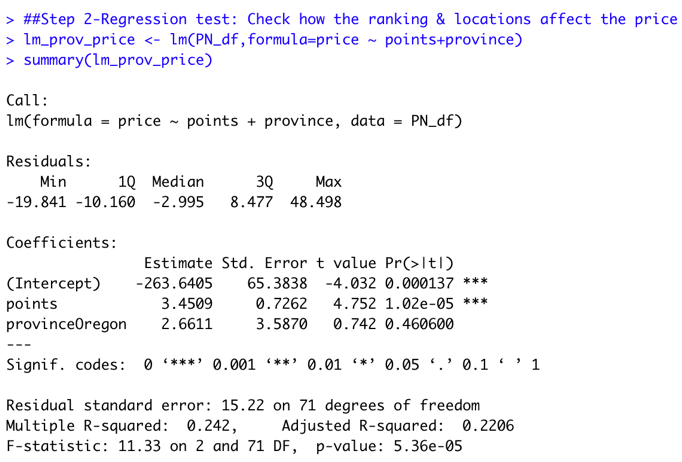 > ##Step 2-Regression test: Check how the ranking & locations affect the price
> lm_prov_price <- lm(PN_df,formula=price ~ points+province)
> summary(lm_prov_price)

Call:
lm(formula = price ~ points + province, data = PN_df)

Residuals:
    Min      1Q  Median      3Q     Max
-19.841 -10.160  -2.995   8.477  48.498

Coefficients:
               Estimate Std. Error t value Pr(>|t|)
(Intercept)   -263.6405    65.3838  -4.032 0.000137 ***
points           3.4509     0.7262   4.752 1.02e-05 ***
provinceOregon   2.6611     3.5870   0.742 0.460600
---
Signif. codes:  0 ‘***’ 0.001 ‘**’ 0.01 ‘*’ 0.05 ‘.’ 0.1 ‘ ’ 1

Residual standard error: 15.22 on 71 degrees of freedom
Multiple R-squared:  0.242,     Adjusted R-squared:  0.2206
F-statistic: 11.33 on 2 and 71 DF,  p-value: 5.36e-05